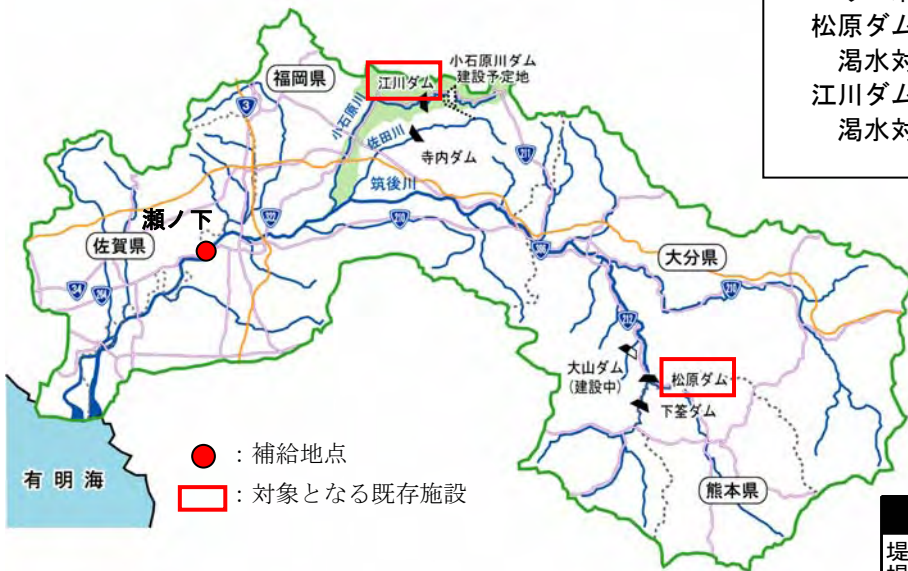 松原ダム
渇水対
江川ダム
渇水対
小石原川ダム
建設予定地
江川ダム
福岡県
3
小石原川
佐田川
寺内ダム
211
筑後川
瀬ノ下
322
210
佐賀県
34
264
386
大分県
210
212
大山ダム
(建設中)
松原ダム
下筌ダム
熊本県
有明海
：補給地点
：対象となる既存施設
堤